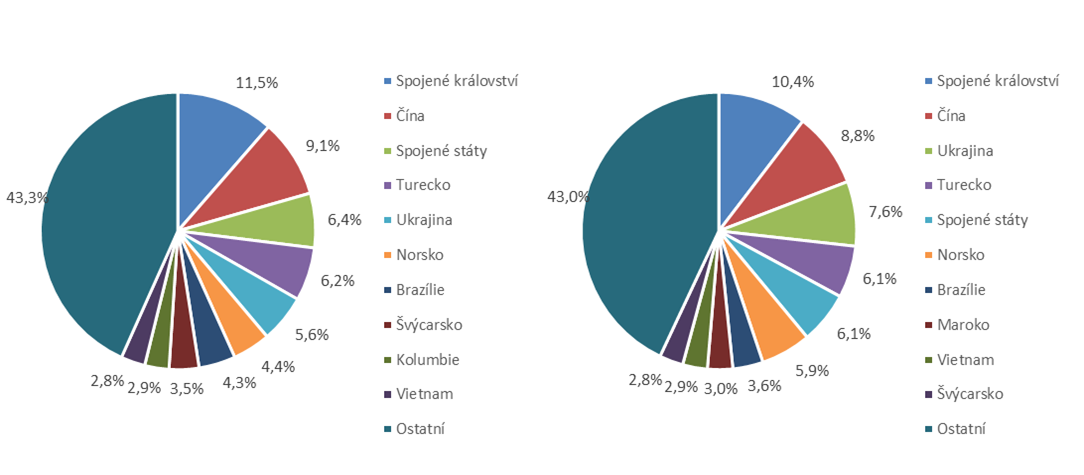 11,5%
9,1%
6,4%
6,2%
5,6%
4,4%
4,3%
3,5%
2,9%
2,8%
43,3%
Spojené království
Čína
Spojené státy
Turecko
Ukrajina
Norsko
Brazílie
Švýcarsko
Kolumbie
Vietnam
Ostatní
10,4%
8,8%
7,6%
6,1%
6,1%
5,9%
3,6%
3,0%
2,9%
2,8%
43,0%
Spojené království
Čína
Ukrajina
Turecko
Spojené státy
Norsko
Brazílie
Maroko
Vietnam
Švýcarsko
Ostatní